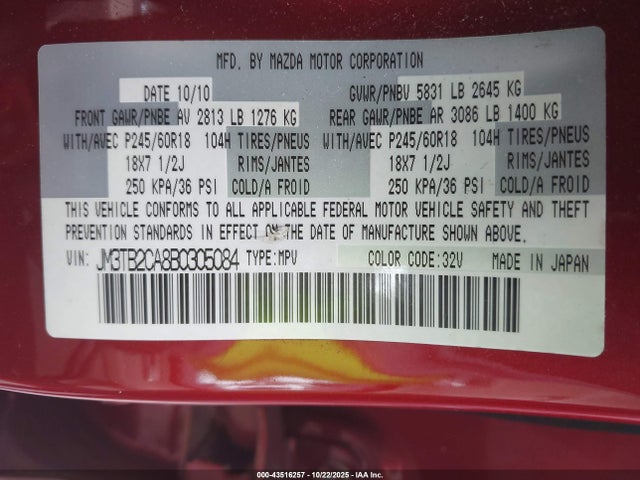 MFD. BY MAZDA MOTOR CORPORATION
DATE 10/10 GVWR/PNBV 5831 LB 2645 KG
FRONT GAWR/PNBE AV 2813 LB 1276 KG REAR GAWR/PNBE AR 3086 LB 1400 KG
WITH/AVEC P245/60R18 104H TIRES/PNEUS WITH/AVEC P245/60R18 104H TIRES/PNEUS
18X7 1/2J RIMS/JANTES 18X7 1/2J RIMS/JANTES
250 KPA/36 PSI COLD/A FROID 250 KPA/36 PSI COLD/A FROID
THIS VEHICLE CONFORMS TO ALL APPLICABLE FEDERAL MOTOR VEHICLE SAFETY AND THEFT
PREVENTION STANDARDS IN EFFECT ON THE DATE OF MANUFACTURE SHOWN ABOVE.
VIN: JM3TB2CA8B0305084 TYPE:MPV COLOR CODE:32V MADE IN JAPAN
000-43516257 - 10/22/2025 - IAAI.COM